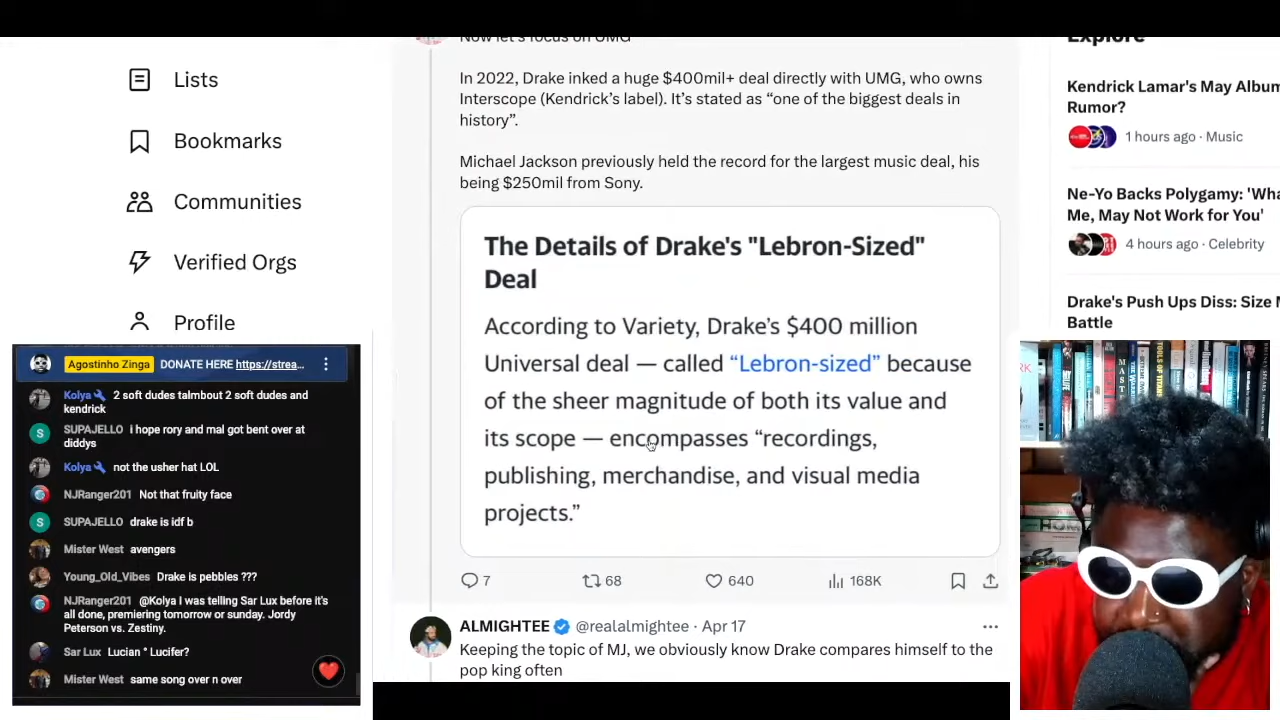 Now let's focus on UMG
Lists
Bookmarks
Communities
Verified Orgs
Profile
In 2022, Drake inked a huge $400mil+ deal directly with UMG, who owns
Interscope (Kendrick's label). It's stated as “one of the biggest deals in
history”.
Michael Jackson previously held the record for the largest music deal, his
being $250mil from Sony.
The Details of Drake's "Lebron-Sized"
Deal
According to Variety, Drake's $400 million
Universal deal — called “Lebron-sized” because
of the sheer magnitude of both its value and
its scope — encompasses “recordings,
publishing, merchandise, and visual media
projects.”
7
68
640
168K
ALMIGHTEE @realalmightee · Apr 17
Keeping the topic of MJ, we obviously know Drake compares himself to the
pop king often
Explore
Kendrick Lamar's May Album
Rumor?
1 hours ago · Music
Ne-Yo Backs Polygamy: 'Wha
Me, May Not Work for You'
4 hours ago · Celebrity
Drake's Push Ups Diss: Size M
Battle
Agostinho Zinga DONATE HERE https://strea...
Kolya 2 soft dudes talmbout 2 soft dudes and
kendrick
S SUPAJELLO i hope rory and mal got bent over at
diddys
Kolya not the usher hat LOL
NJRanger201 Not that fruity face
S SUPAJELLO drake is idf b
Mister West avengers
Young_Old_Vibes Drake is pebbles ???
NJRanger201 @Kolya I was telling Sar Lux before it's
all done, premiering tomorrow or sunday. Jordy
Peterson vs. Zestiny.
Sar Lux Lucian * Lucifer?
Mister West same song over n over